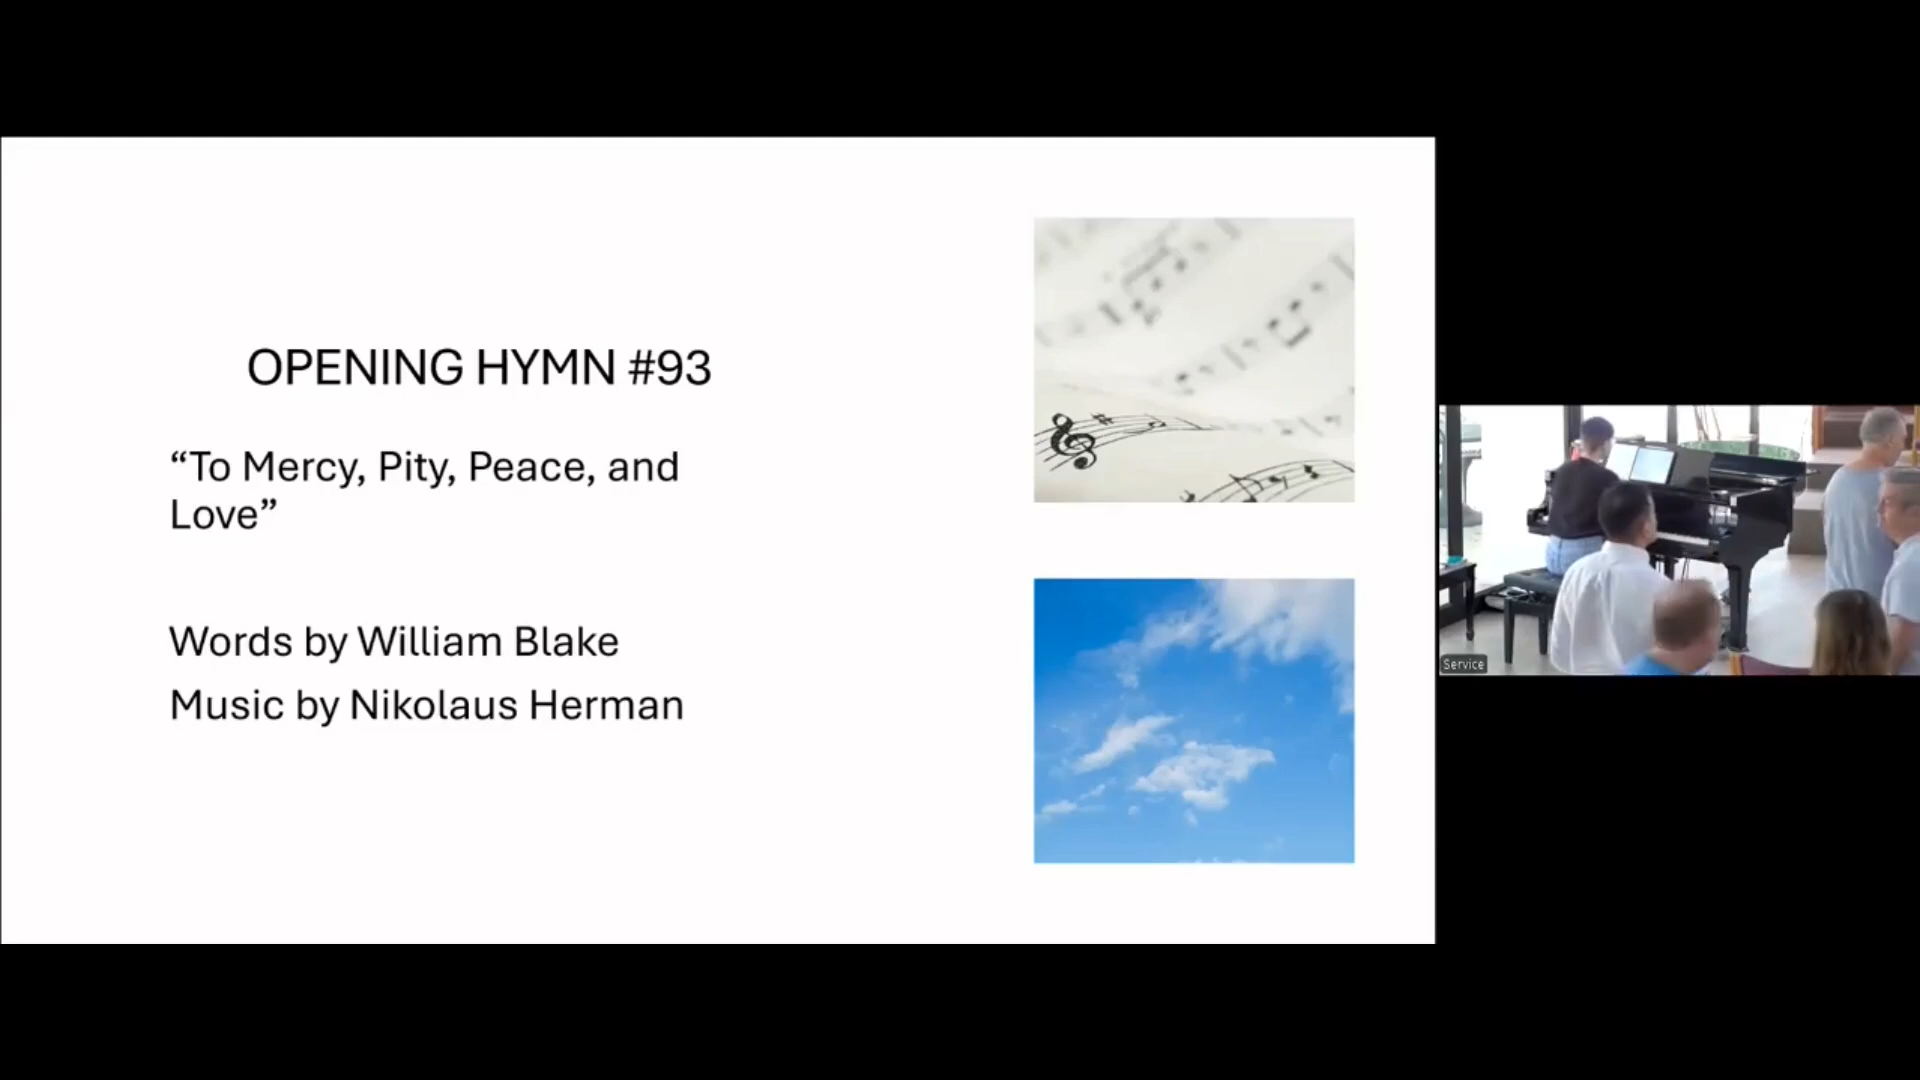 OPENING HYMN #93
“To Mercy, Pity, Peace, and
Love”
Words by William Blake
Music by Nikolaus Herman
Service